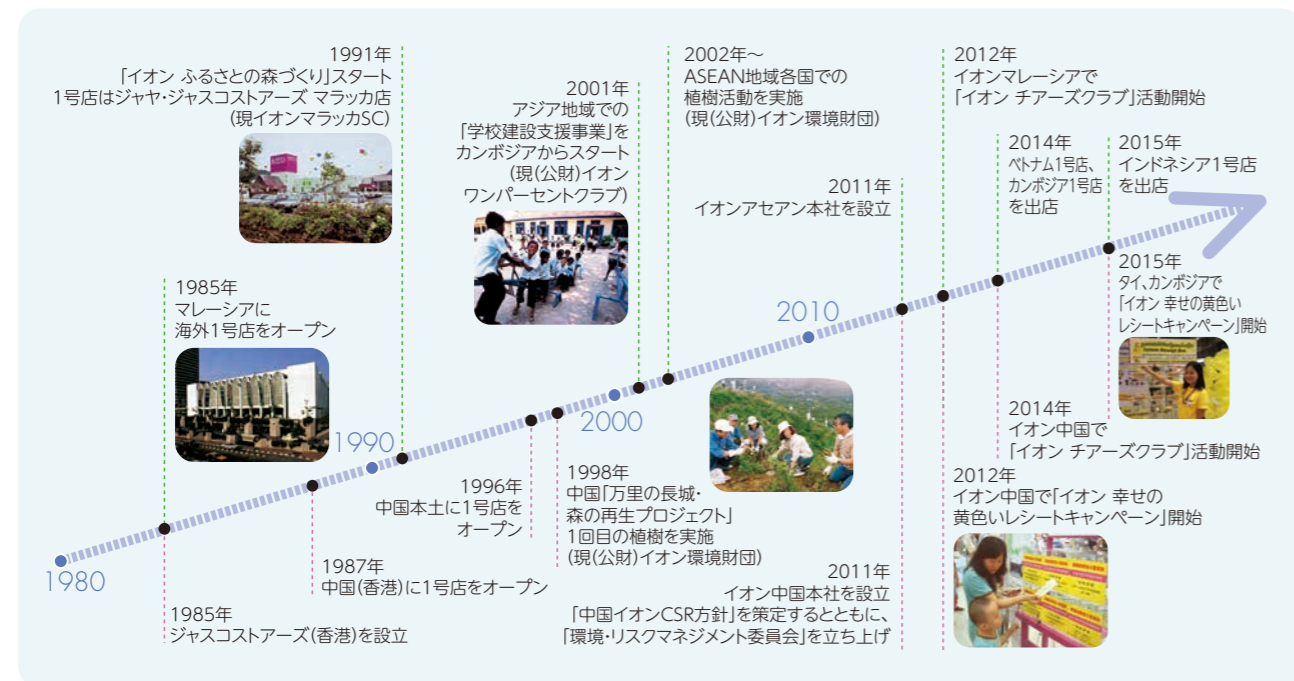 1991年
「イオン ふるさとの森づくり」スタート
1号店はジャヤ・ジャスコストアーズ マラッカ店
(現イオンマラッカSC)
2001年
アジア地域での
「学校建設支援事業」を
カンボジアからスタート
(現(公財)イオン
ワンパーセントクラブ)
2002年〜
ASEAN地域各国での
植樹活動を実施
(現(公財)イオン環境財団)
2012年
イオンマレーシアで
「イオン チアーズクラブ」活動開始
2011年
イオンアセアン本社を設立
2014年
ベトナム1号店、
カンボジア1号店
を出店
2015年
インドネシア1号店
を出店
1985年
マレーシアに
海外1号店をオープン
2015年
タイ、カンボジアで
「イオン 幸せの黄色い
レシートキャンペーン」開始
1980
1990
2000
2010
1985年
ジャスコストアーズ(香港)を設立
1987年
中国(香港)に1号店をオープン
1996年
中国本土に1号店を
オープン
1998年
中国「万里の長城・
森の再生プロジェクト」
1回目の植樹を実施
(現(公財)イオン環境財団)
2011年
イオン中国本社を設立
「中国イオンCSR方針」を策定するとともに、
「環境・リスクマネジメント委員会」を立ち上げ
2014年
イオン中国で
「イオン チアーズクラブ」活動開始
2012年
イオン中国で「イオン 幸せの
黄色いレシートキャンペーン」開始